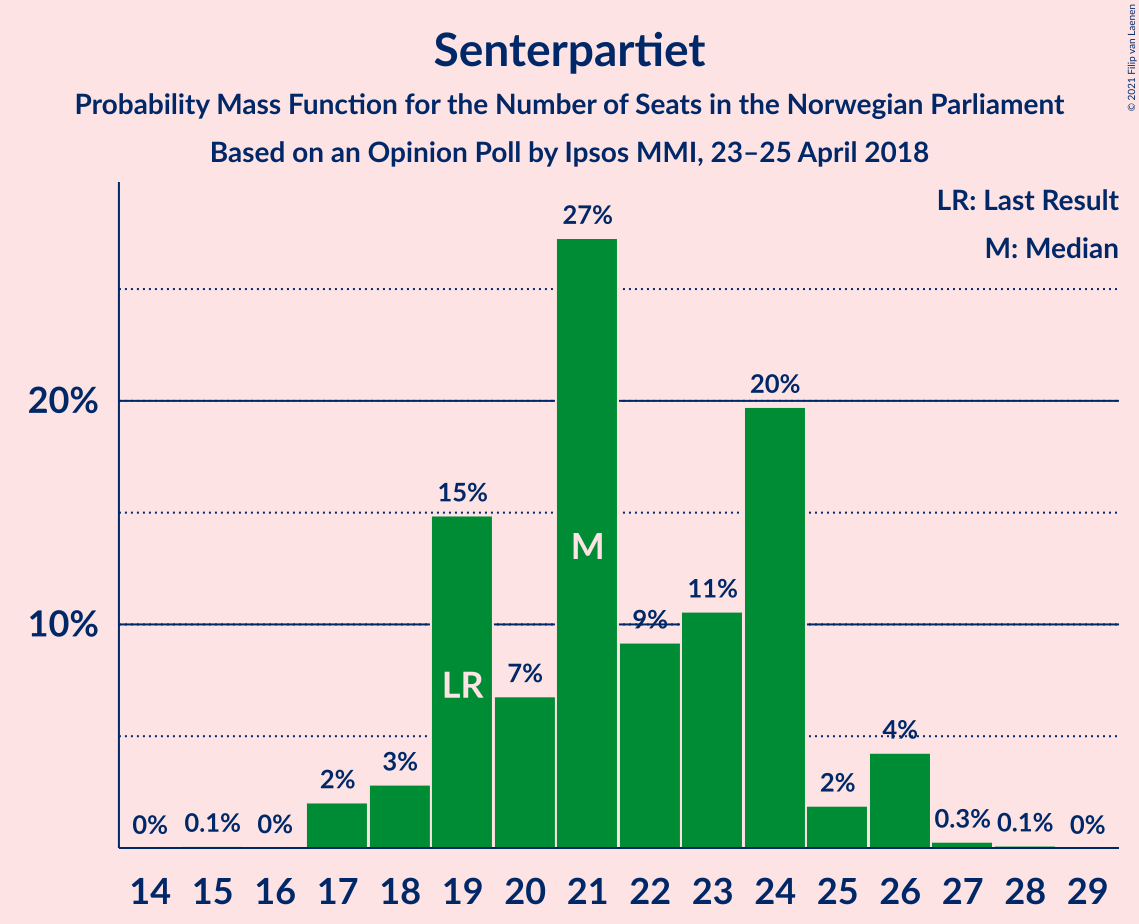 Senterpartiet
Probability Mass Function for the Number of Seats in the Norwegian Parliament
Based on an Opinion Poll by Ipsos MMI, 23–25 April 2018
© 2021 Filip van Laenen
LR: Last Result
M: Median
20%
10%
0%
0.1%
0%
2%
3%
15%
7%
27%
9%
11%
20%
2%
4%
0.3%
0.1%
0%
LR
M
14 15 16 17 18 19 20 21 22 23 24 25 26 27 28 29